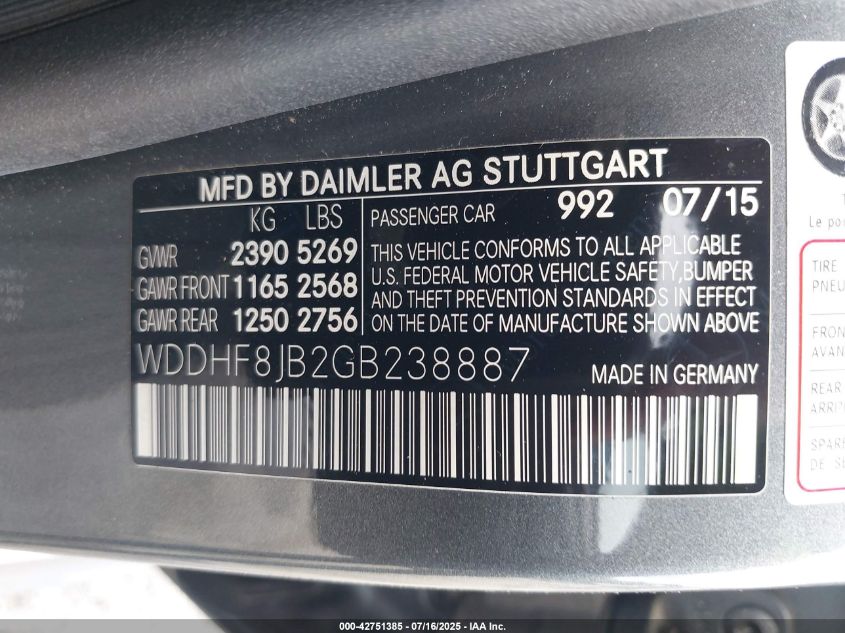 MFD BY DAIMLER AG STUTTGART
KG LBS
GVWR 2390 5269
GAWR FRONT 1165 2568
GAWR REAR 1250 2756
PASSENGER CAR 992 07/15
THIS VEHICLE CONFORMS TO ALL APPLICABLE
U.S. FEDERAL MOTOR VEHICLE SAFETY,BUMPER
AND THEFT PREVENTION STANDARDS IN EFFECT
ON THE DATE OF MANUFACTURE SHOWN ABOVE
WDDHF8JB2GB238887 MADE IN GERMANY
T
Le po
TIRE
PNEU
FRON
AVAN
REAR
ARRI
SPAR
DE S
000-42751385 - 07/16/2025 - IAA Inc.